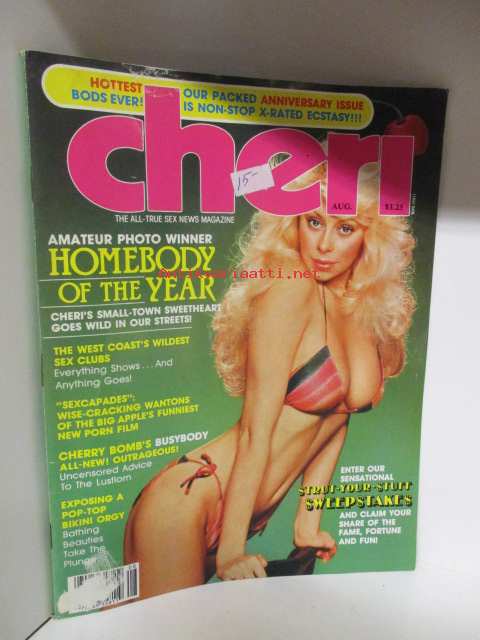 HOTTEST
BODS EVER!
OUR PACKED ANNIVERSARY ISSUE
IS NON-STOP X-RATED ECSTASY!!!
cheri
15-
AUG.
THE ALL-TRUE SEX NEWS MAGAZINE
AMATEUR PHOTO WINNER
HOMEBODY
OF THE YEAR
CHERI'S SMALL-TOWN SWEETHEART
GOES WILD IN OUR STREETS!
THE WEST COAST'S WILDEST
SEX CLUBS
Everything Shows...And
Anything Goes!
"SEXCAPADES":
WISE-CRACKING WANTONS
OF THE BIG APPLE'S FUNNIEST
NEW PORN FILM
CHERRY BOMB'S BUSYBODY
ALL-NEW! OUTRAGEOUS!
Uncensored Advice
To The Lustlorn
EXPOSING A
POP-TOP
BIKINI ORGY
Bathing
Beauties
Take The
ENTER OUR
SENSATIONAL
STRUT-YOUR-STUFF
SWEEPSTAKES
AND CLAIM YOUR
SHARE OF THE
FAME, FORTUNE
AND FUN!